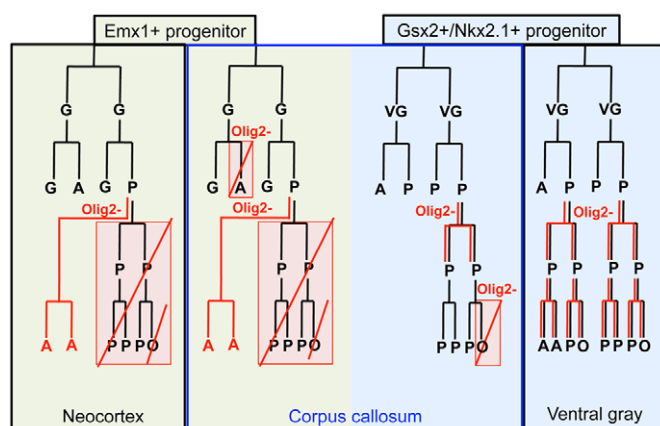 Emx1+ progenitor Gsx2+/Nkx2.1+ progenitor
G G G G VG VG VG VG
Olig2-
G A G P G A G P A P P P A P P P
Olig2- Olig2- Olig2- Olig2-
P P P P P P P P P P
Olig2-
A A P P P O A A P P P O P P P O A A P O P P P O
Neocortex Corpus callosum Ventral gray